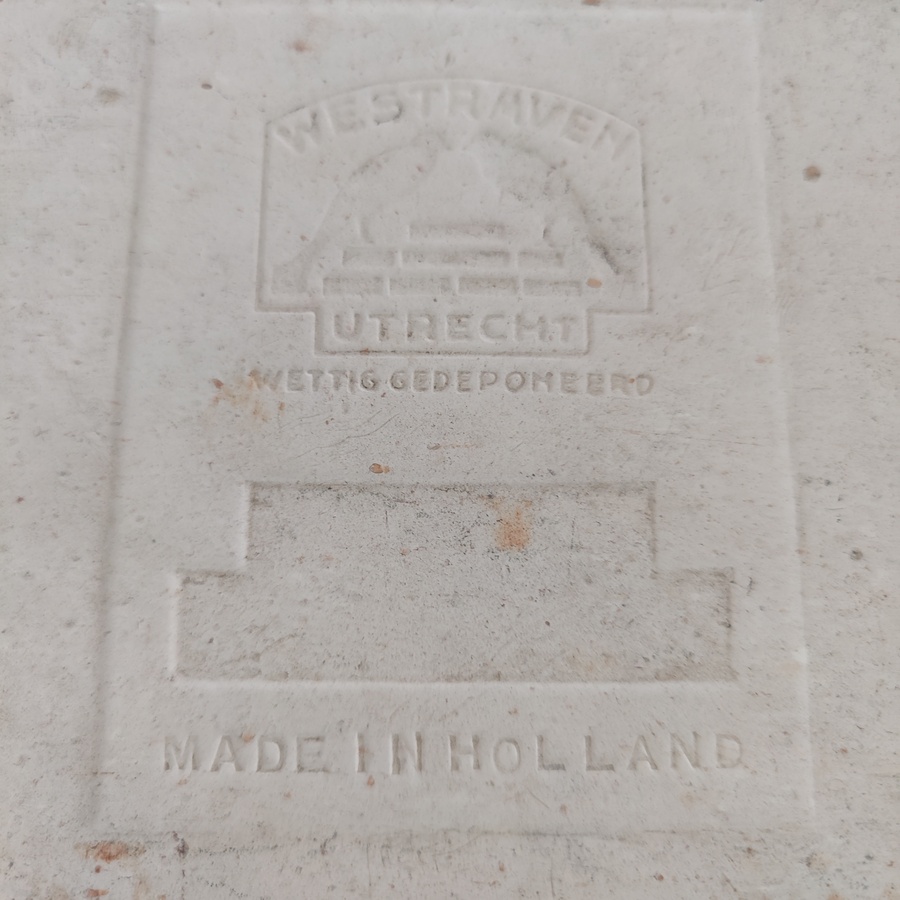 WESTRAVEN
UTRECHT
WETTIG GEDEPONEERD
MADE IN HOLLAND